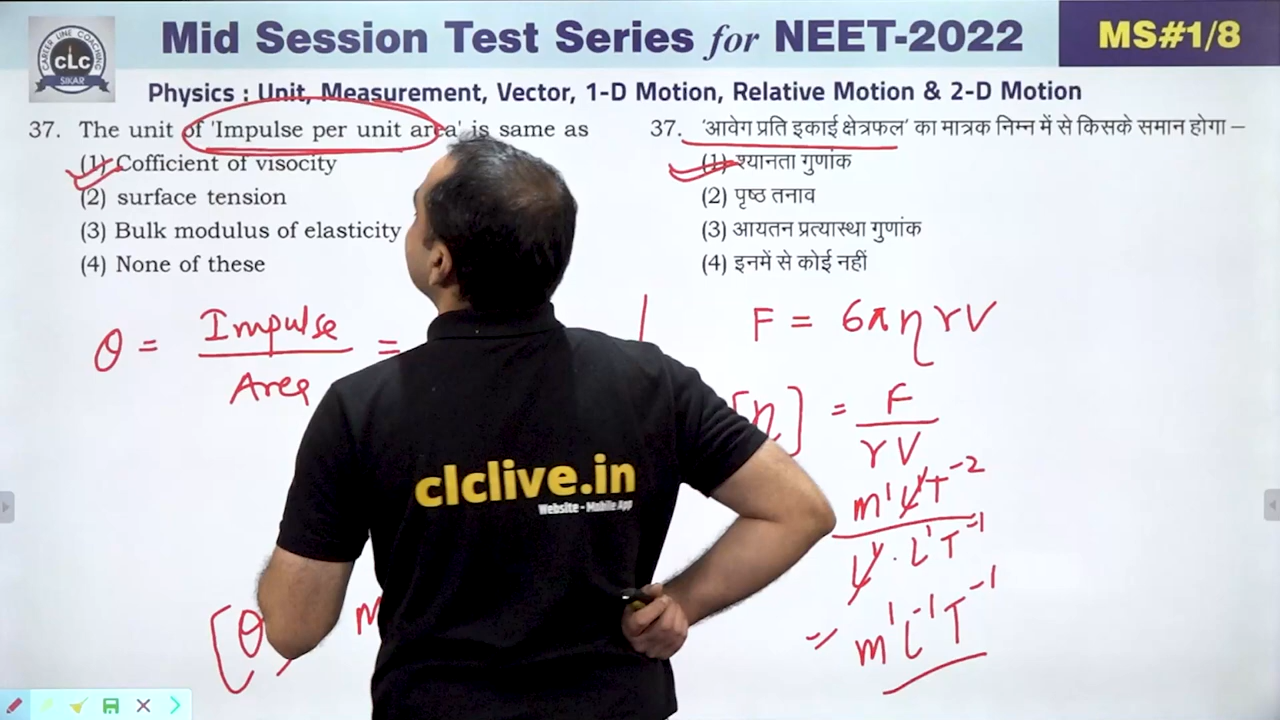 CAREER LINE COACHING
CLC
SIKAR
Mid Session Test Series for NEET-2022
MS#1/8
Physics : Unit, Measurement, Vector, 1-D Motion, Relative Motion & 2-D Motion
37. The unit of 'Impulse per unit area' is same as
(1) Cofficient of visocity
(2) surface tension
(3) Bulk modulus of elasticity
(4) None of these
37. 'आवेग प्रति इकाई क्षेत्रफल' का मात्रक निम्न में से किसके समान होगा –
(1) श्यानता गुणांक
(2) पृष्ठ तनाव
(3) आयतन प्रत्यास्था गुणांक
(4) इनमें से कोई नहीं
θ = Impulse / Area =
[θ
F = 6πηrV
[η] = F / rV
m¹L¹T⁻² / L¹ . L¹T⁻¹
= m¹L⁻¹T⁻¹
clclive.in
Website - Mobile App